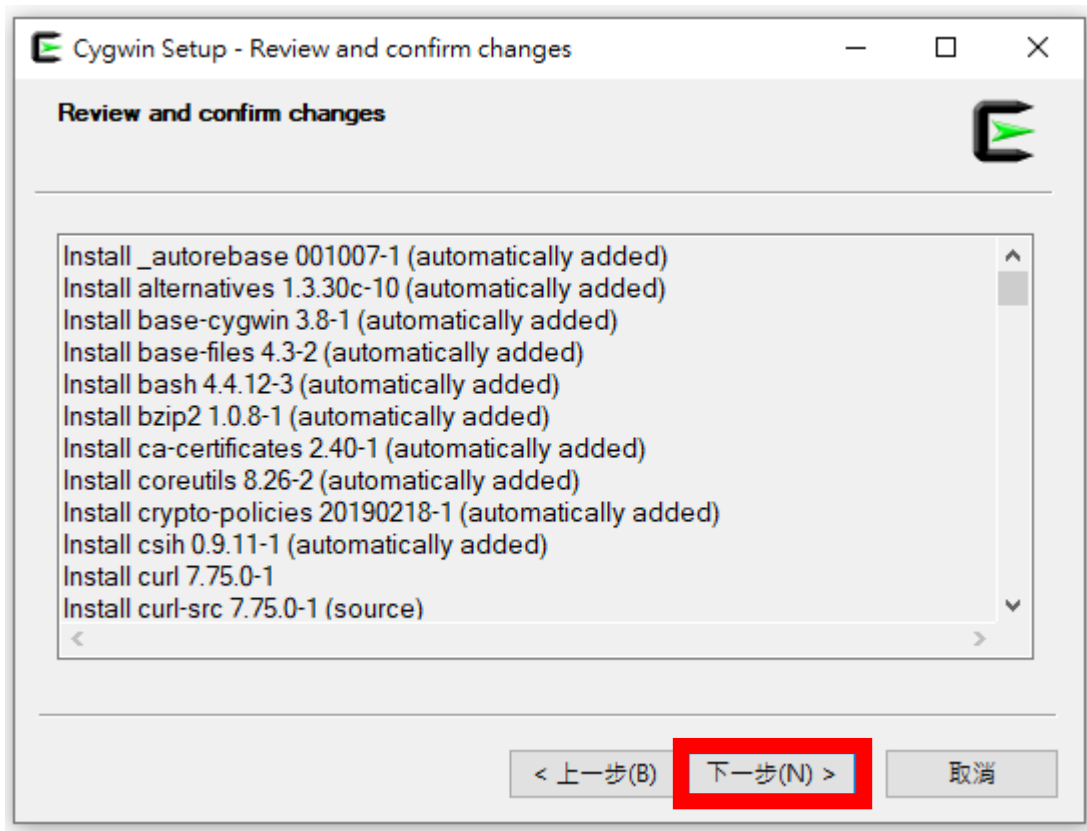 Cygwin Setup - Review and confirm changes
Review and confirm changes
Install _autorebase 001007-1 (automatically added)
Install alternatives 1.3.30c-10 (automatically added)
Install base-cygwin 3.8-1 (automatically added)
Install base-files 4.3-2 (automatically added)
Install bash 4.4.12-3 (automatically added)
Install bzip2 1.0.8-1 (automatically added)
Install ca-certificates 2.40-1 (automatically added)
Install coreutils 8.26-2 (automatically added)
Install crypto-policies 20190218-1 (automatically added)
Install csih 0.9.11-1 (automatically added)
Install curl 7.75.0-1
Install curl-src 7.75.0-1 (source)
< 上一步(B) 下一步(N) > 取消